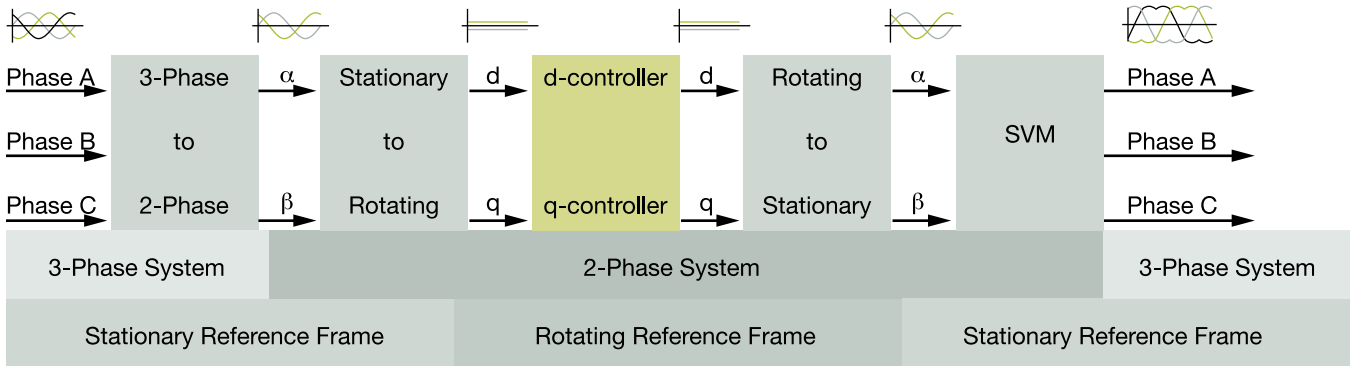 Phase A
3-Phase
α
Stationary
d
d-controller
d
Rotating
α
Phase A
Phase B
to
to
to
SVM
Phase B
Phase C
2-Phase
β
Rotating
q
q-controller
q
Stationary
β
Phase C
3-Phase System
2-Phase System
3-Phase System
Stationary Reference Frame
Rotating Reference Frame
Stationary Reference Frame